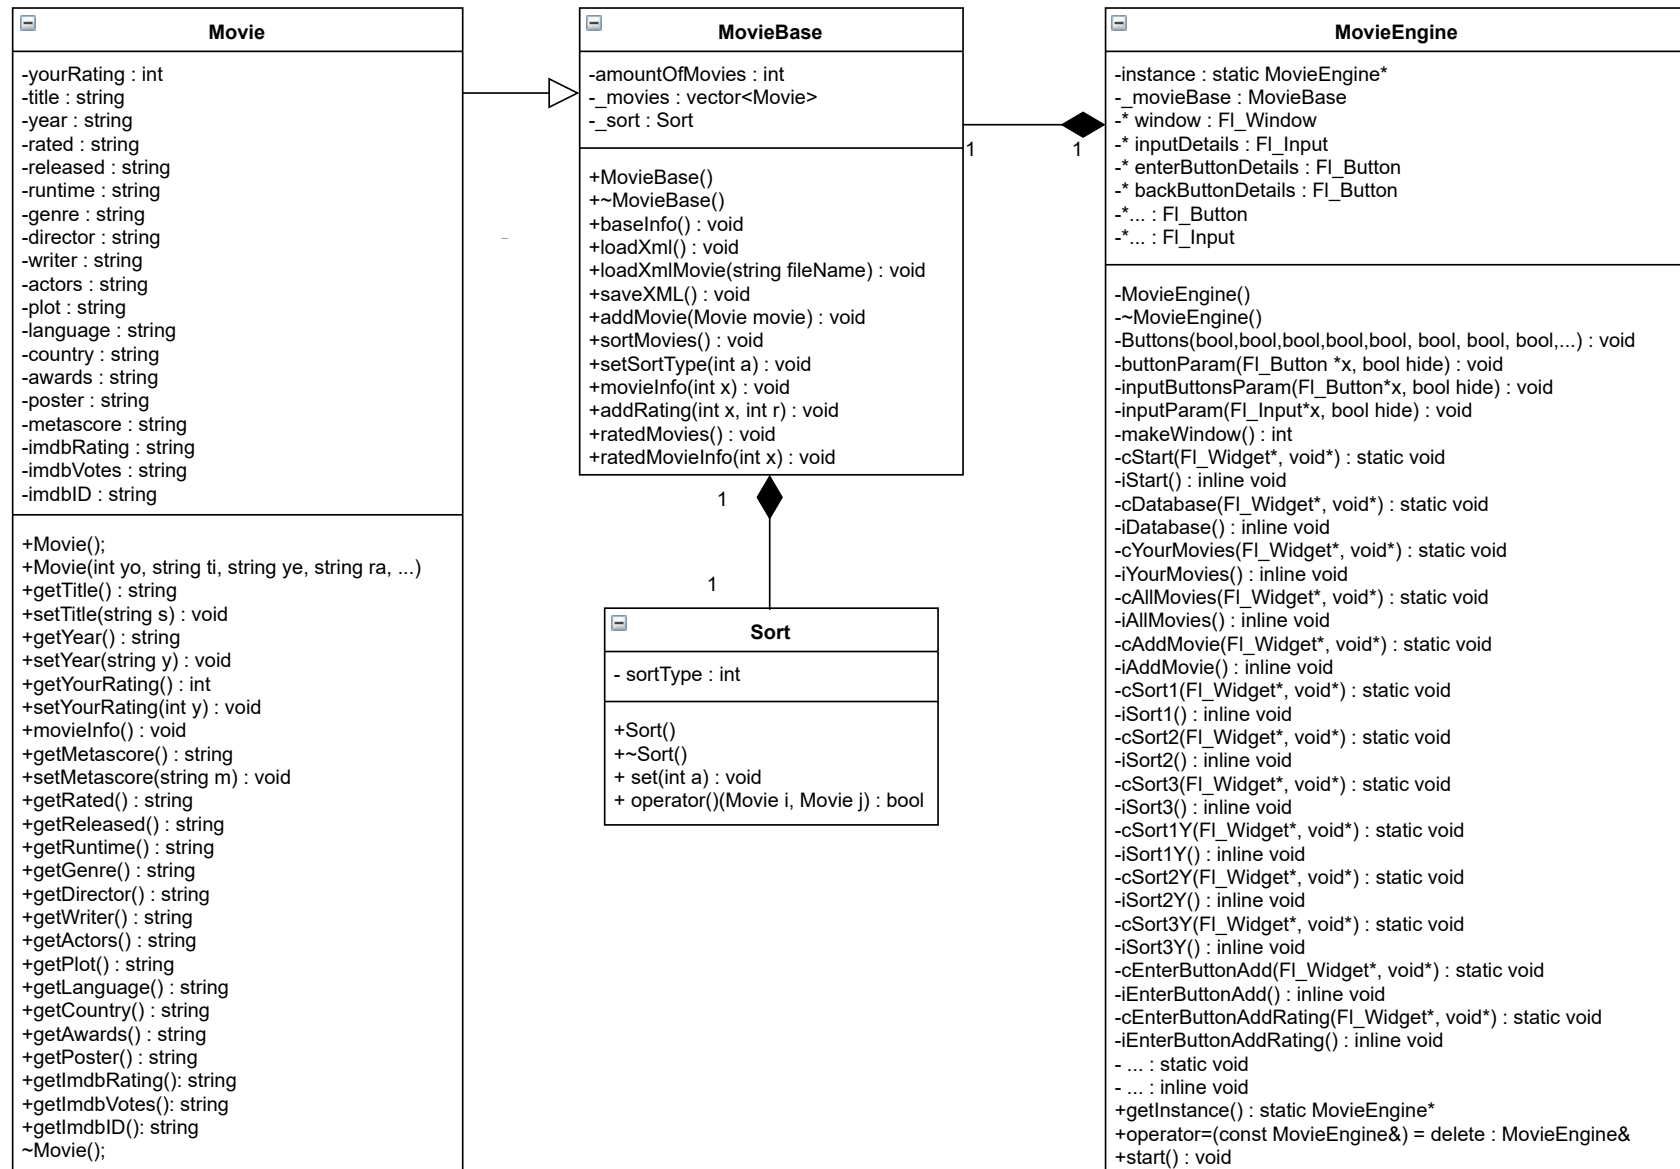 Movie
-yourRating : int
-title : string
-year : string
-rated : string
-released : string
-runtime : string
-genre : string
-director : string
-writer : string
-actors : string
-plot : string
-language : string
-country : string
-awards : string
-poster : string
-metascore : string
-imdbRating : string
-imdbVotes : string
-imdbID : string
+Movie();
+Movie(int yo, string ti, string ye, string ra, ...)
+getTitle() : string
+setTitle(string s) : void
+getYear() : string
+setYear(string y) : void
+getYourRating() : int
+setYourRating(int y) : void
+movieInfo() : void
+getMetascore() : string
+setMetascore(string m) : void
+getRated() : string
+getReleased() : string
+getRuntime() : string
+getGenre() : string
+getDirector() : string
+getWriter() : string
+getActors() : string
+getPlot() : string
+getLanguage() : string
+getCountry() : string
+getAwards() : string
+getPoster() : string
+getImdbRating(): string
+getImdbVotes(): string
+getImdbID(): string
~Movie();
MovieBase
-amountOfMovies : int
-_movies : vector<Movie>
-_sort : Sort
+MovieBase()
+~MovieBase()
+baseInfo() : void
+loadXml() : void
+loadXmlMovie(string fileName) : void
+saveXML() : void
+addMovie(Movie movie) : void
+sortMovies() : void
+setSortType(int a) : void
+movieInfo(int x) : void
+addRating(int x, int r) : void
+ratedMovies() : void
+ratedMovieInfo(int x) : void
1
1
1
1
Sort
- sortType : int
+Sort()
+~Sort()
+ set(int a) : void
+ operator()(Movie i, Movie j) : bool
MovieEngine
-instance : static MovieEngine*
-_movieBase : MovieBase
-* window : Fl_Window
-* inputDetails : Fl_Input
-* enterButtonDetails : Fl_Button
-* backButtonDetails : Fl_Button
-*... : Fl_Button
-*... : Fl_Input
-MovieEngine()
-~MovieEngine()
-Buttons(bool,bool,bool,bool,bool, bool, bool, bool,...) : void
-buttonParam(Fl_Button *x, bool hide) : void
-inputButtonsParam(Fl_Button*x, bool hide) : void
-inputParam(Fl_Input*x, bool hide) : void
-makeWindow() : int
-cStart(Fl_Widget*, void*) : static void
-iStart() : inline void
-cDatabase(Fl_Widget*, void*) : static void
-iDatabase() : inline void
-cYourMovies(Fl_Widget*, void*) : static void
-iYourMovies() : inline void
-cAllMovies(Fl_Widget*, void*) : static void
-iAllMovies() : inline void
-cAddMovie(Fl_Widget*, void*) : static void
-iAddMovie() : inline void
-cSort1(Fl_Widget*, void*) : static void
-iSort1() : inline void
-cSort2(Fl_Widget*, void*) : static void
-iSort2() : inline void
-cSort3(Fl_Widget*, void*) : static void
-iSort3() : inline void
-cSort1Y(Fl_Widget*, void*) : static void
-iSort1Y() : inline void
-cSort2Y(Fl_Widget*, void*) : static void
-iSort2Y() : inline void
-cSort3Y(Fl_Widget*, void*) : static void
-iSort3Y() : inline void
-cEnterButtonAdd(Fl_Widget*, void*) : static void
-iEnterButtonAdd() : inline void
-cEnterButtonAddRating(Fl_Widget*, void*) : static void
-iEnterButtonAddRating() : inline void
- ... : static void
- ... : inline void
+getInstance() : static MovieEngine*
+operator=(const MovieEngine&) = delete : MovieEngine&
+start() : void